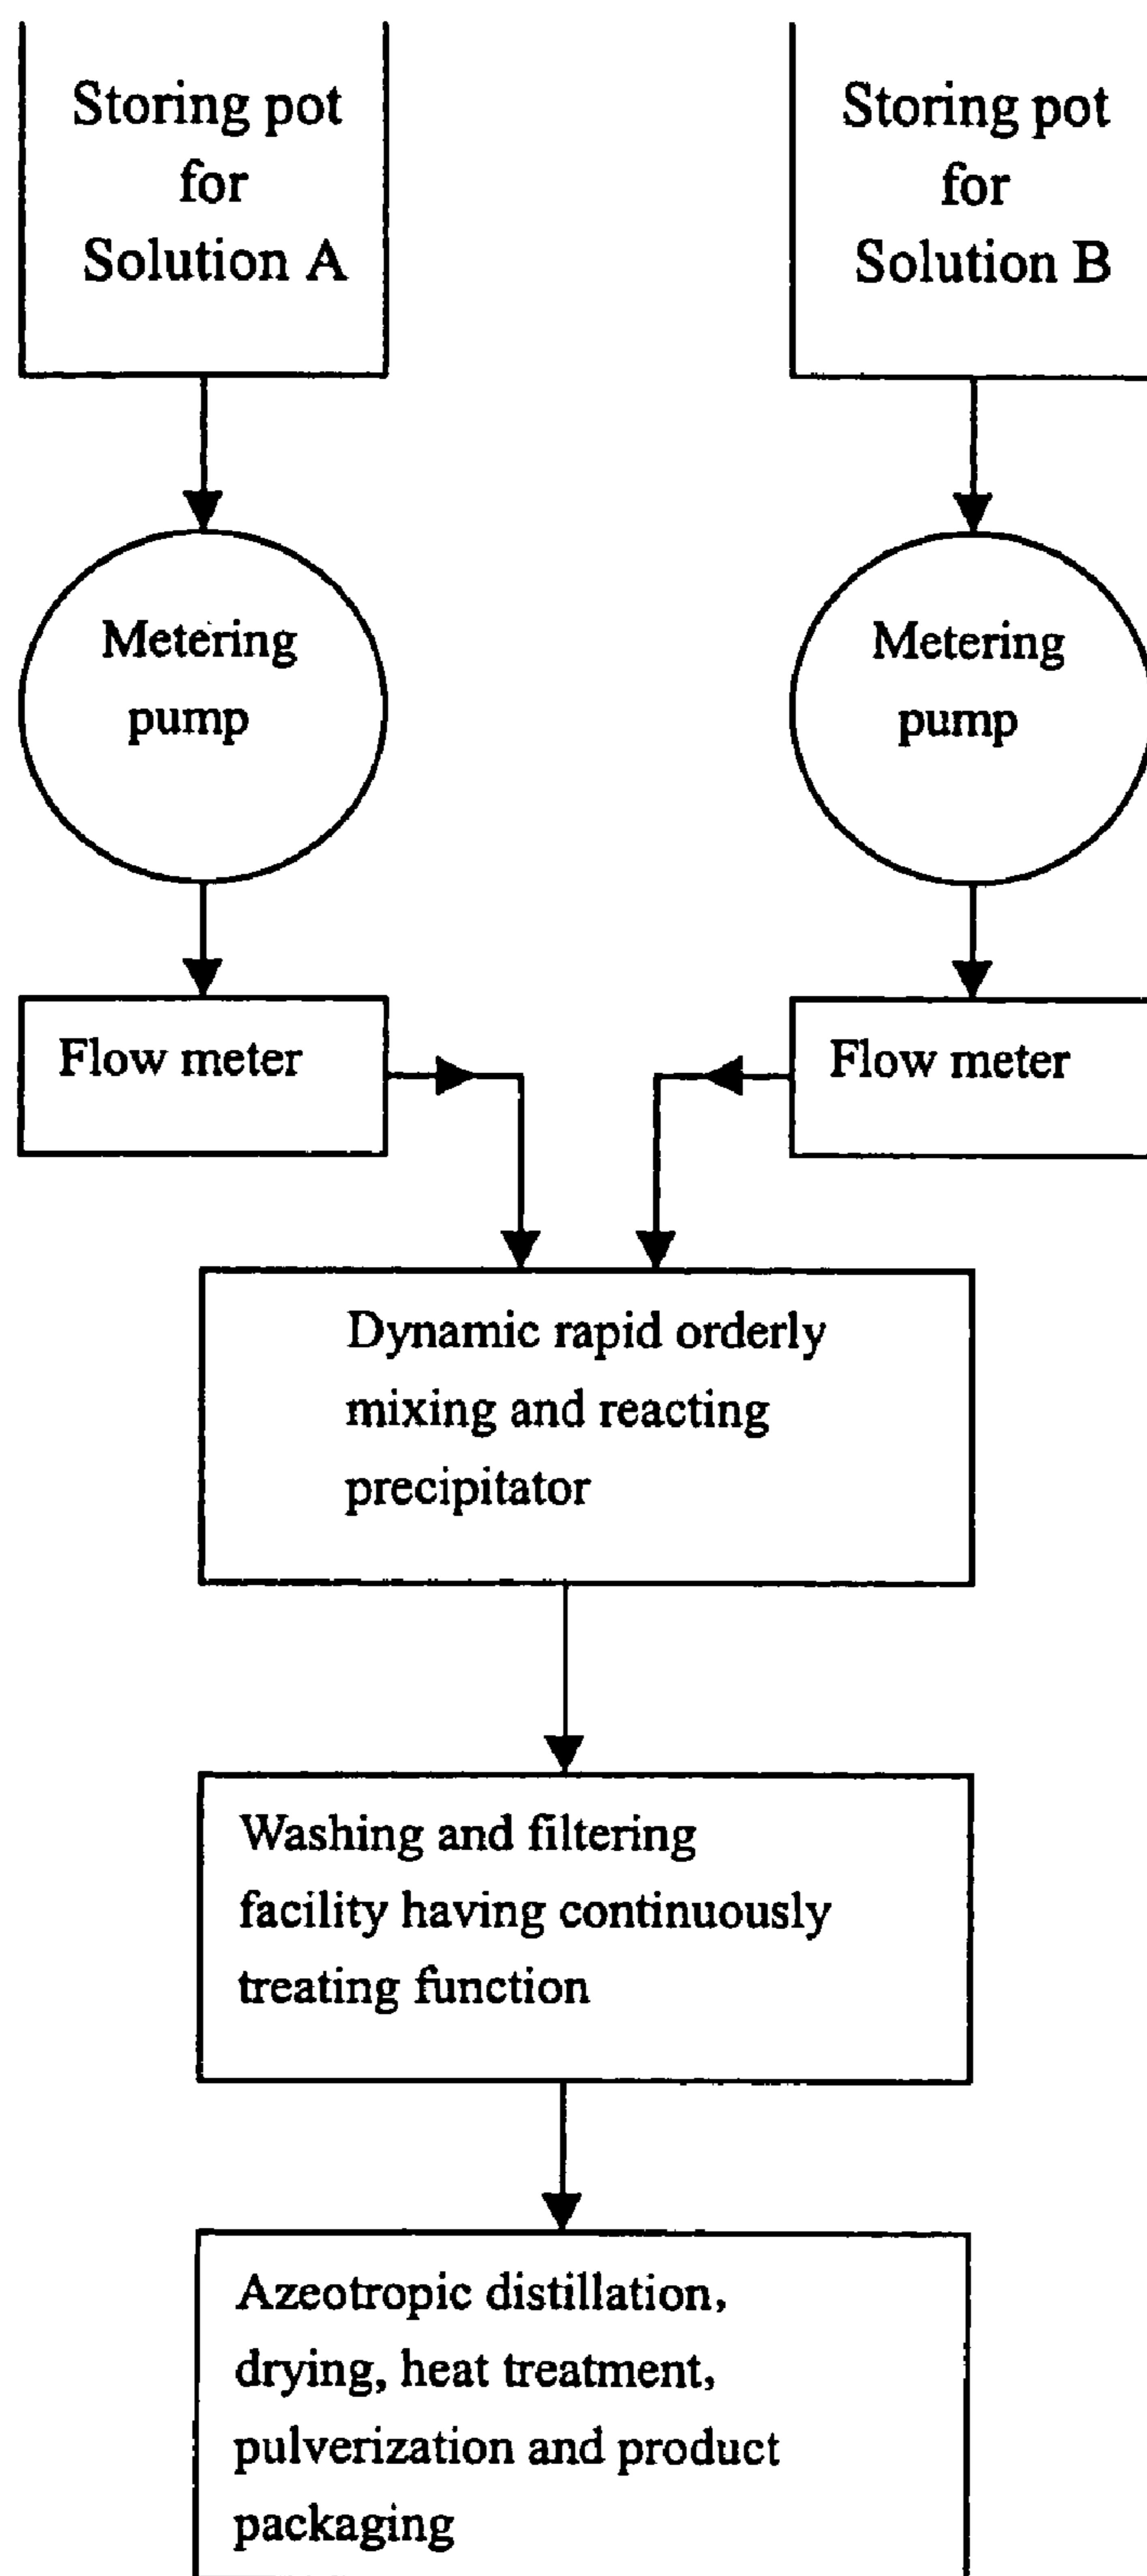 Storing pot
for
Solution A
Storing pot
for
Solution B
Metering
pump
Metering
pump
Flow meter
Flow meter
Dynamic rapid orderly
mixing and reacting
precipitator
Washing and filtering
facility having continuously
treating function
Azeotropic distillation,
drying, heat treatment,
pulverization and product
packaging